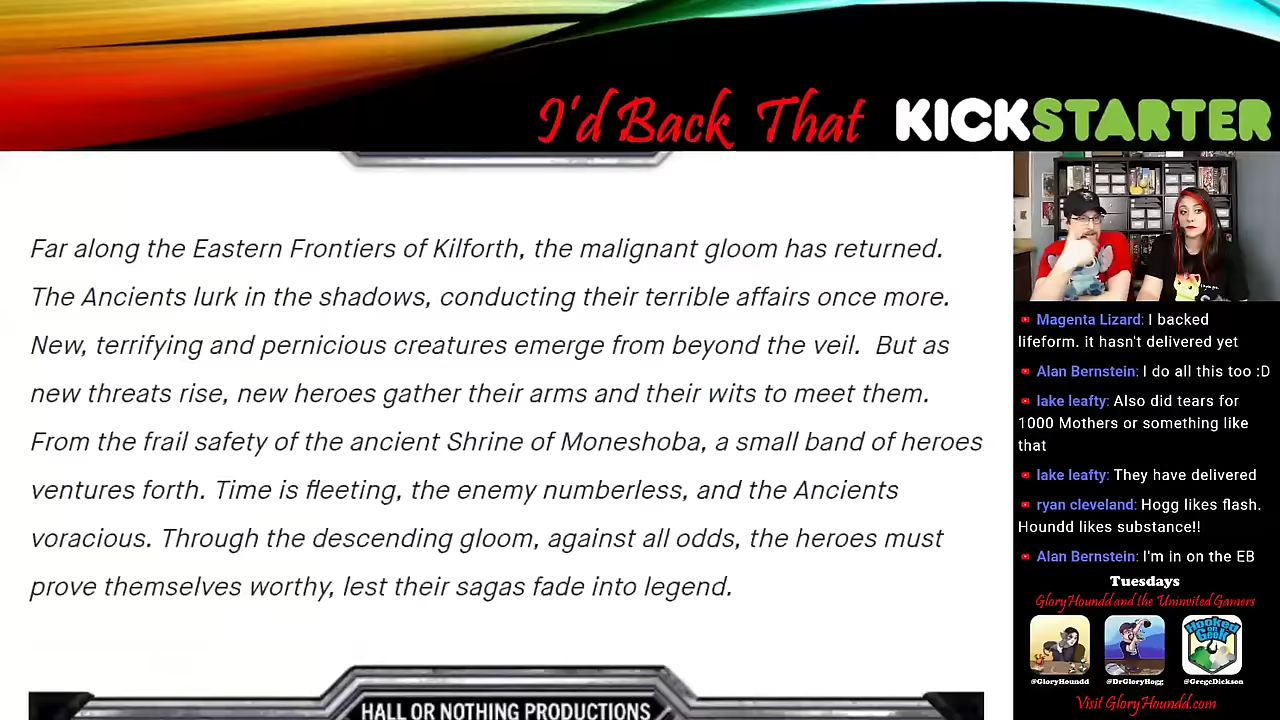 I'd Back That KICKSTARTER
Far along the Eastern Frontiers of Kilforth, the malignant gloom has returned.
The Ancients lurk in the shadows, conducting their terrible affairs once more.
New, terrifying and pernicious creatures emerge from beyond the veil. But as
new threats rise, new heroes gather their arms and their wits to meet them.
From the frail safety of the ancient Shrine of Moneshoba, a small band of heroes
ventures forth. Time is fleeting, the enemy numberless, and the Ancients
voracious. Through the descending gloom, against all odds, the heroes must
prove themselves worthy, lest their sagas fade into legend.
HALL OR NOTHING PRODUCTIONS
Magenta Lizard: I backed
lifeform. it hasn't delivered yet
Alan Bernstein: I do all this too :D
lake leafty: Also did tears for
1000 Mothers or something like
that
lake leafty: They have delivered
ryan cleveland: Hogg likes flash.
Houndd likes substance!!
Alan Bernstein: I'm in on the EB
Tuesdays
GloryHoundd and the Uninvited Gamers
HOOKED
ON
GEEK
@GloryHoundd @DrGloryHogg @GregcDickson
Visit GloryHoundd.com